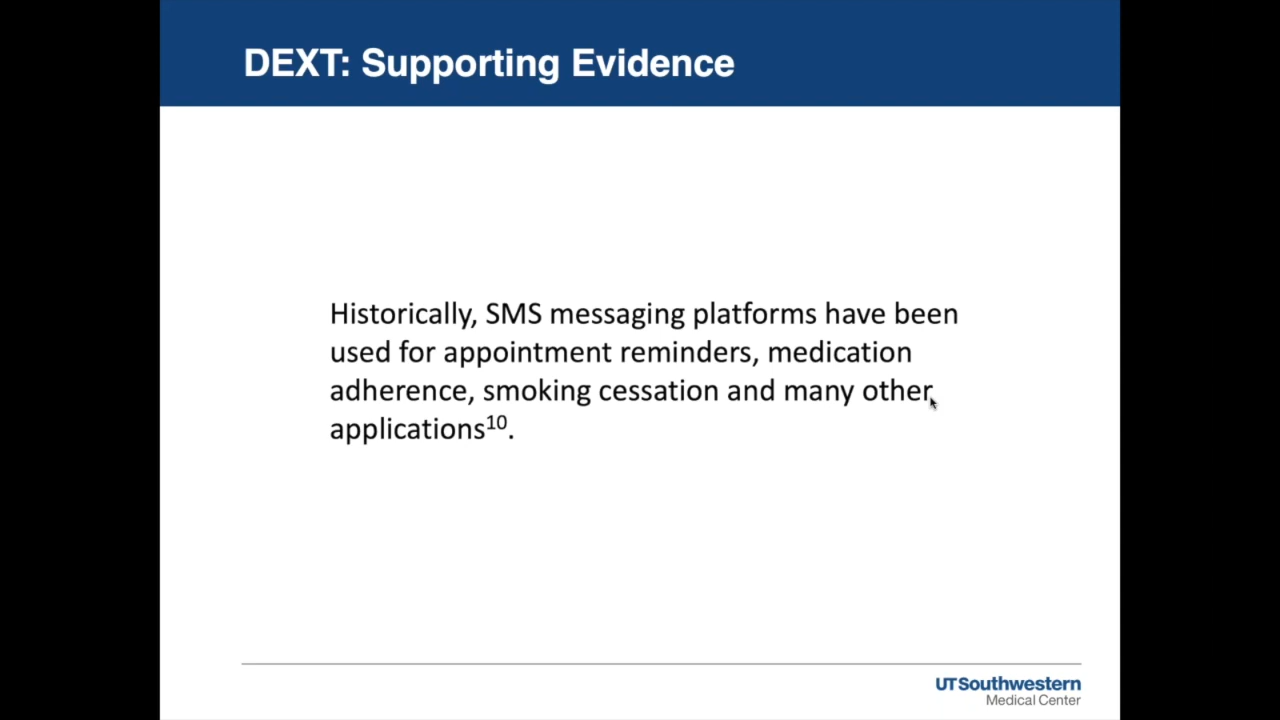 DEXT: Supporting Evidence
Historically, SMS messaging platforms have been
used for appointment reminders, medication
adherence, smoking cessation and many other
applications¹⁰.
UTSouthwestern
Medical Center